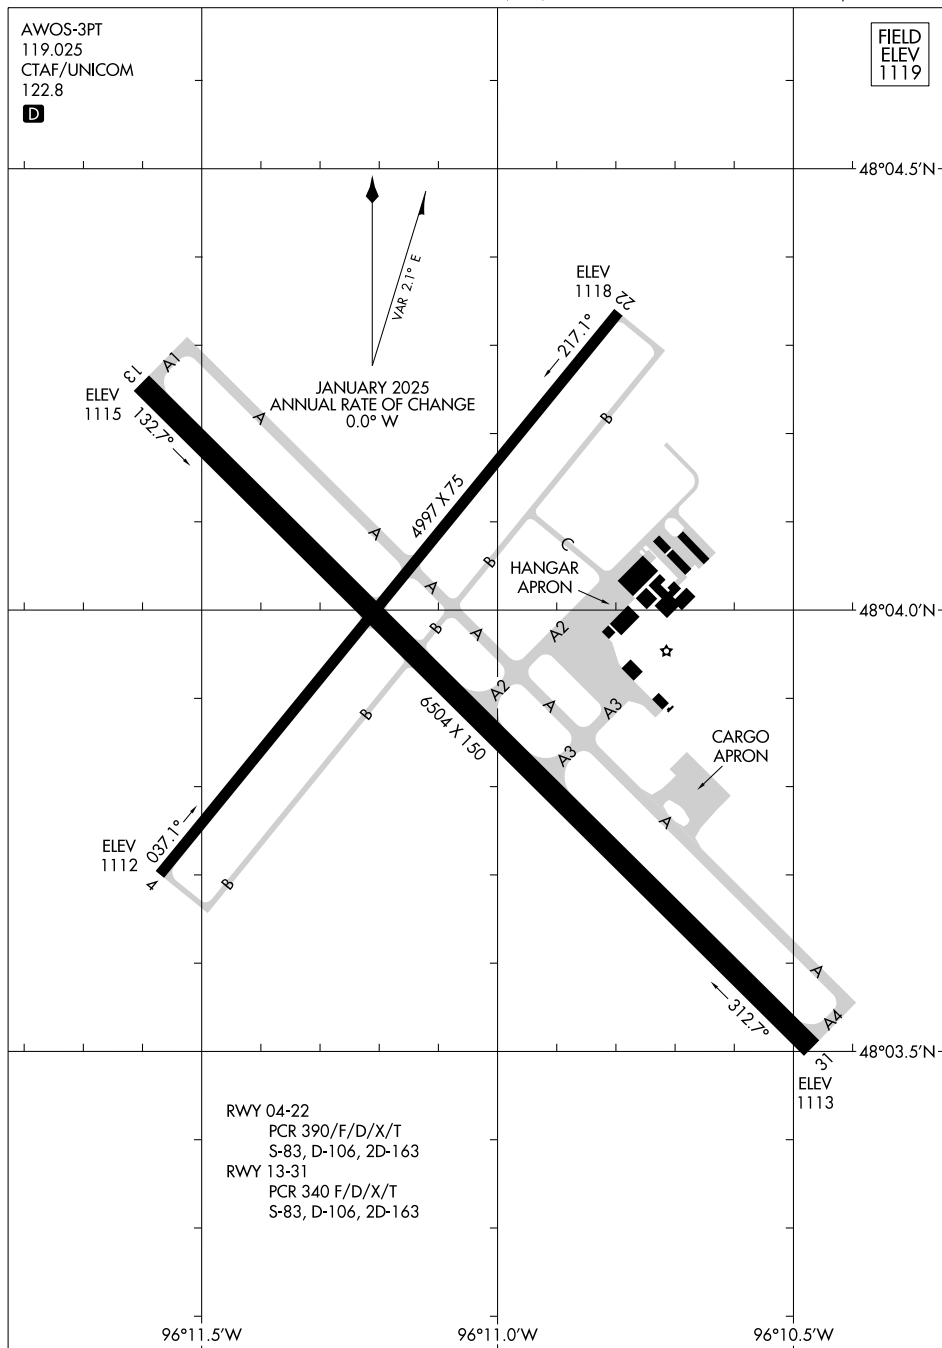 AWOS-3PT
119.025
CTAF/UNICOM
122.8
D
FIELD
ELEV
1119
48°04.5'N
VAR 2.1° E
JANUARY 2025
ANNUAL RATE OF CHANGE
0.0° W
ELEV
1118
22
217.1°
13
A1
ELEV
1115
132.7°
A
B
4997 X 75
A
C
B
HANGAR
APRON
A
48°04.0'N
B
A
A2
A2
6504 X 150
B
A
A3
A3
CARGO
APRON
A
ELEV
1112
037.1°
4
B
A
A4
312.7°
31
48°03.5'N
ELEV
1113
RWY 04-22
PCR 390/F/D/X/T
S-83, D-106, 2D-163
RWY 13-31
PCR 340 F/D/X/T
S-83, D-106, 2D-163
96°11.5'W
96°11.0'W
96°10.5'W